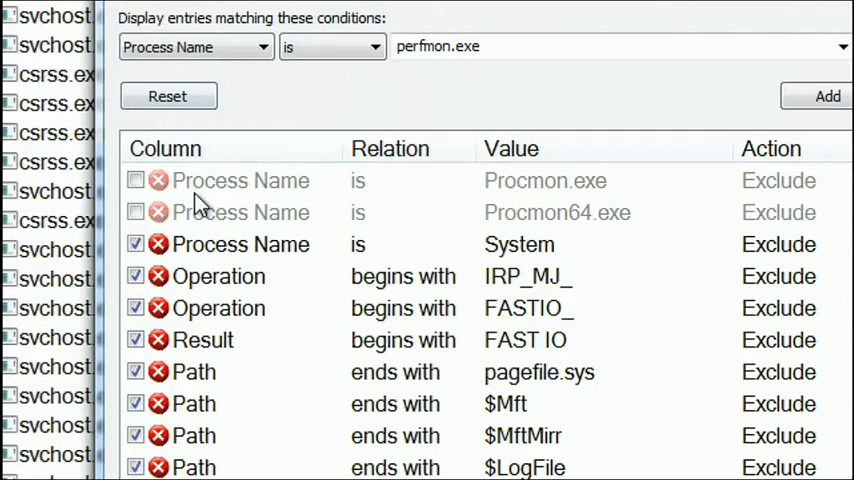 svchost.
Display entries matching these conditions:
svchost.
Process Name is perfmon.exe
csrss.ex
csrss.ex
Reset Add
csrss.ex
Column Relation Value Action
csrss.ex
Process Name is Procmon.exe Exclude
svchost.
Process Name is Procmon64.exe Exclude
csrss.ex
Process Name is System Exclude
svchost.
Operation begins with IRP_MJ_ Exclude
svchost.
Operation begins with FASTIO_ Exclude
svchost.
Result begins with FAST IO Exclude
svchost.
Path ends with pagefile.sys Exclude
svchost.
Path ends with $Mft Exclude
svchost.
Path ends with $MftMirr Exclude
svchost.
Path ends with $LogFile Exclude